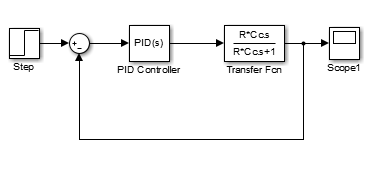 PID(s)
R*Cc.s
R*Cc.s+1
Step
PID Controller
Transfer Fcn
Scope1